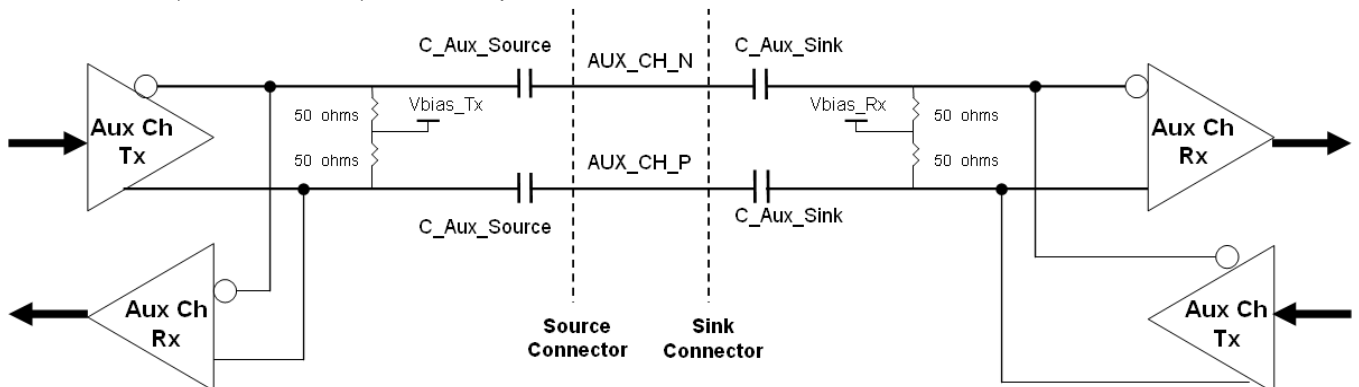 C_Aux_Source
AUX_CH_N
C_Aux_Sink
Aux Ch
Tx
50 ohms
Vbias_Tx
50 ohms
Vbias_Rx
50 ohms
50 ohms
Aux Ch
Rx
AUX_CH_P
C_Aux_Source
C_Aux_Sink
Aux Ch
Rx
Source
Connector
Sink
Connector
Aux Ch
Tx